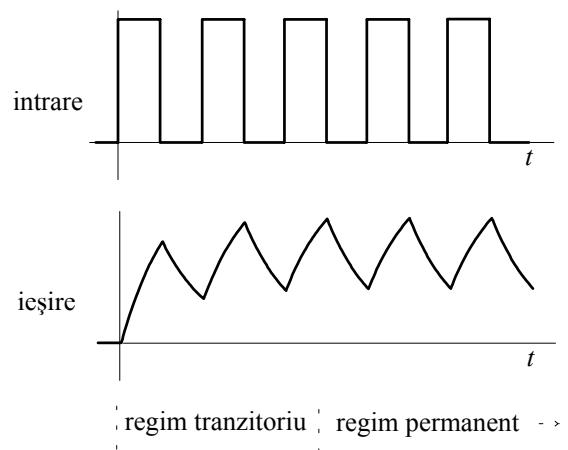 intrare
t
ieşire
t
regim tranzitoriu regim permanent